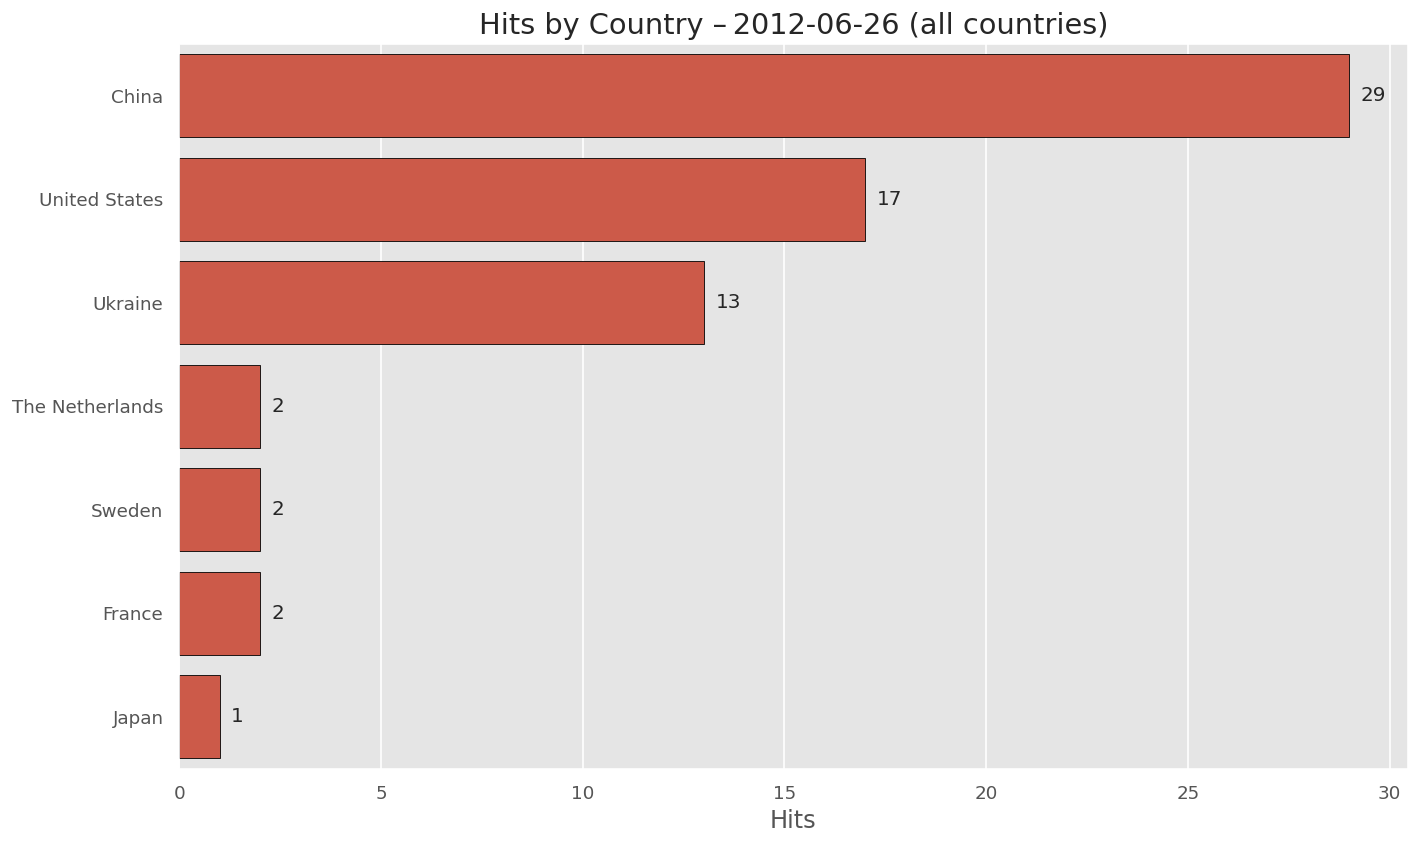 Hits by Country – 2012-06-26 (all countries)
China 29
United States 17
Ukraine 13
The Netherlands 2
Sweden 2
France 2
Japan 1
0 5 10 15 20 25 30
Hits